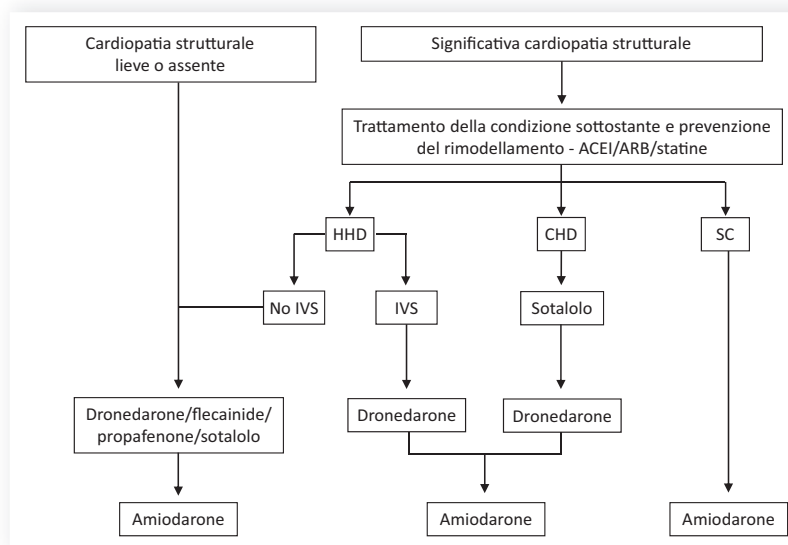 Cardiopatia strutturale
lieve o assente
Significativa cardiopatia strutturale
Trattamento della condizione sottostante e prevenzione
del rimodellamento - ACEI/ARB/statine
HHD
CHD
SC
No IVS
IVS
Sotalolo
Dronedarone/flecainide/
propafenone/sotalolo
Dronedarone
Dronedarone
Amiodarone
Amiodarone
Amiodarone